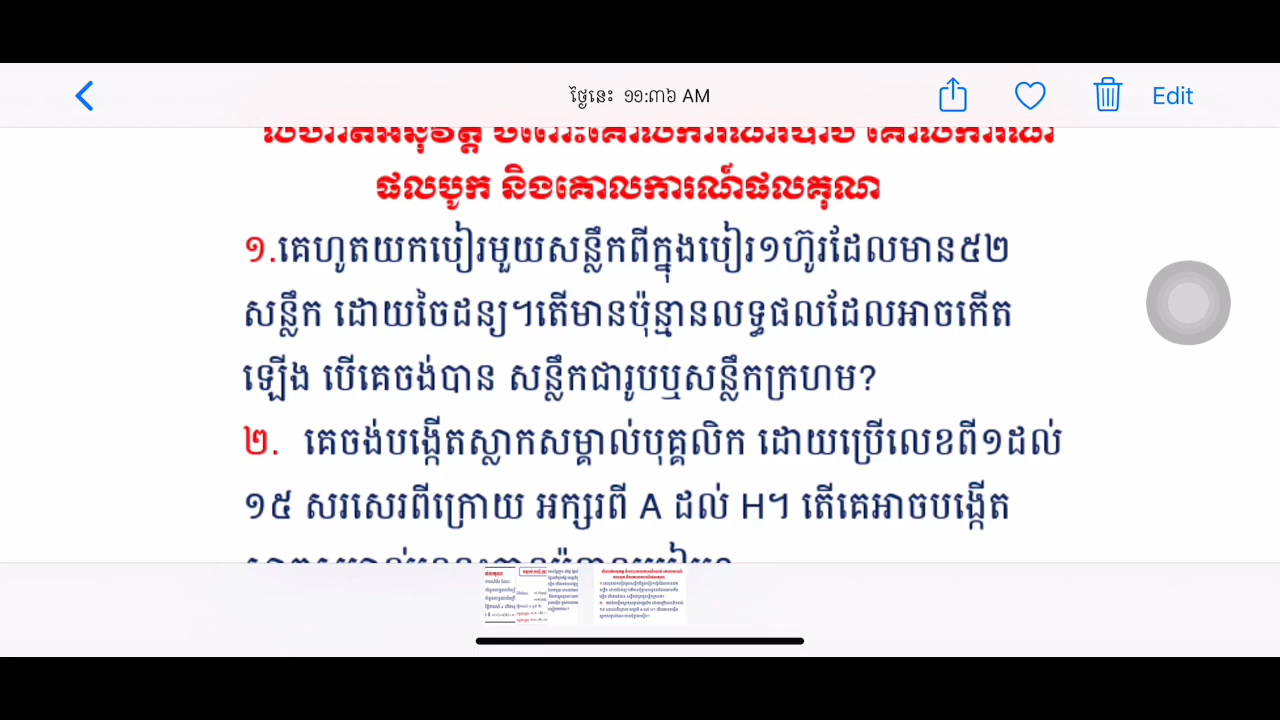 ថ្ងៃនេះ ១១:៣៦ AM
Edit
ផលបូក និងគោលការណ៍ផលគុណ
១.គេហូតយកបៀរមួយសន្លឹកពីក្នុងបៀរ១ហ៊ូរដែលមាន៥២
សន្លឹក ដោយចៃដន្យ។តើមានប៉ុន្មានលទ្ធផលដែលអាចកើត
ឡើង បើគេចង់បាន សន្លឹកជារូបឬសន្លឹកក្រហម?
២. គេចង់បង្កើតស្លាកសម្គាល់បុគ្គលិក ដោយប្រើលេខពី១ដល់
១៥ សរសេរពីក្រោយ អក្សរពី A ដល់ H។ តើគេអាចបង្កើត